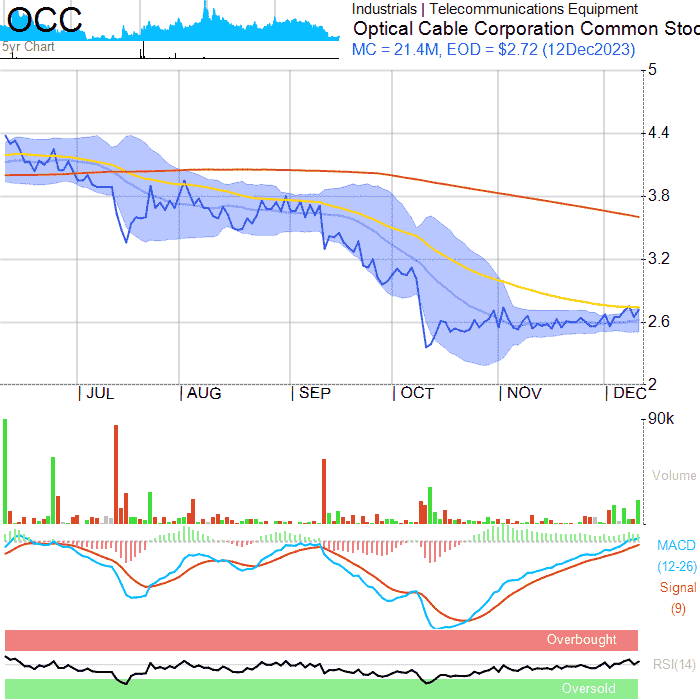 OCC
5yr Chart
Industrials | Telecommunications Equipment
Optical Cable Corporation Common Stoc
MC = 21.4M, EOD = $2.72 (12Dec2023)
5
4.4
3.8
3.2
2.6
2
| JUL | AUG | SEP | OCT | NOV | DEC
90k
Volume
MACD
(12-26)
Signal
(9)
Overbought
RSI(14)
Oversold